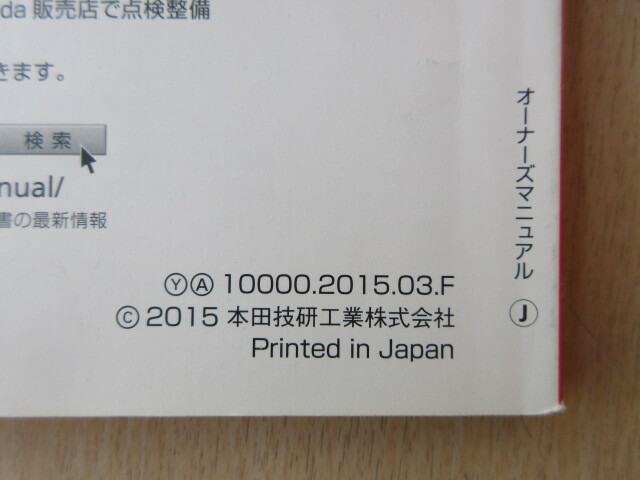 da 販売店で点検整備
きます。
検索
nual/
書の最新情報
ⓎⒶ 10000.2015.03.F
© 2015 本田技研工業株式会社
Printed in Japan
オーナーズマニュアル Ⓙ